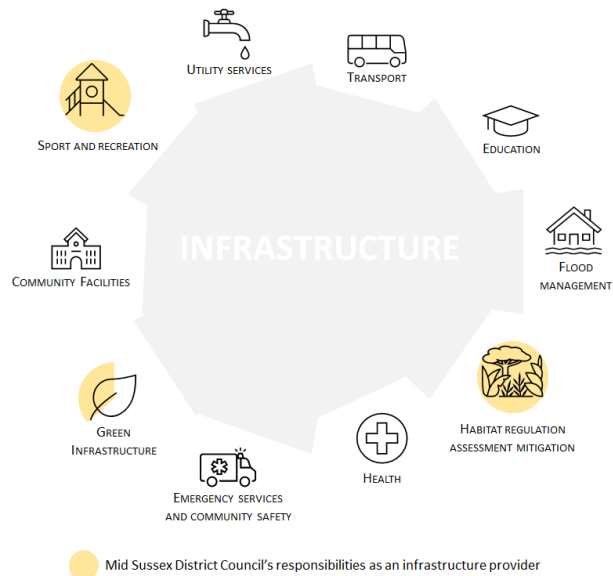 UTILITY SERVICES
TRANSPORT
SPORT AND RECREATION
EDUCATION
INFRASTRUCTURE
COMMUNITY FACILITIES
FLOOD
MANAGEMENT
GREEN
INFRASTRUCTURE
HABITAT REGULATION
ASSESSMENT MITIGATION
HEALTH
EMERGENCY SERVICES
AND COMMUNITY SAFETY
Mid Sussex District Council's responsibilities as an infrastructure provider